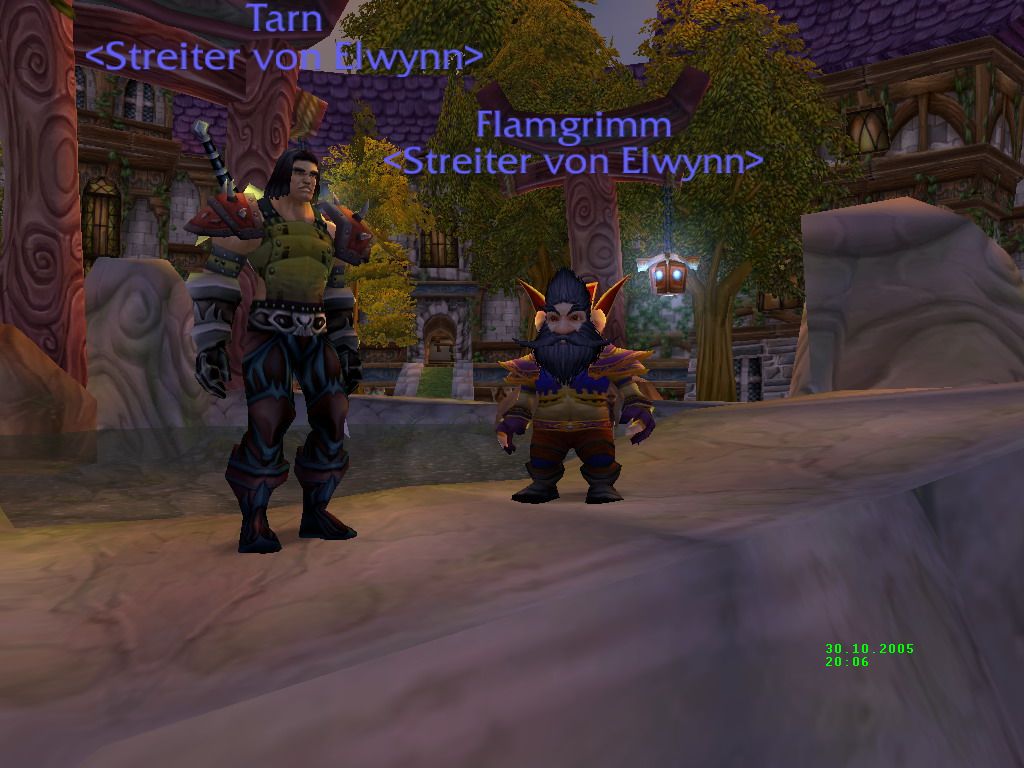 Tarn
<Streiter von Elwynn>
Flamgrimm
<Streiter von Elwynn>
30.10.2005
20:06